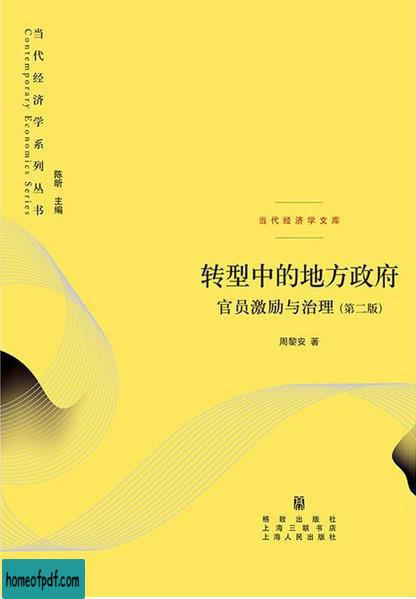 当代经济学系列丛书
Contemporary Economics Series
陈昕 主编
当代经济学文库
转型中的地方政府
官员激励与治理(第二版)
周黎安 著
格致出版社
上海三联书店
上海人民出版社
homeofpdf.com